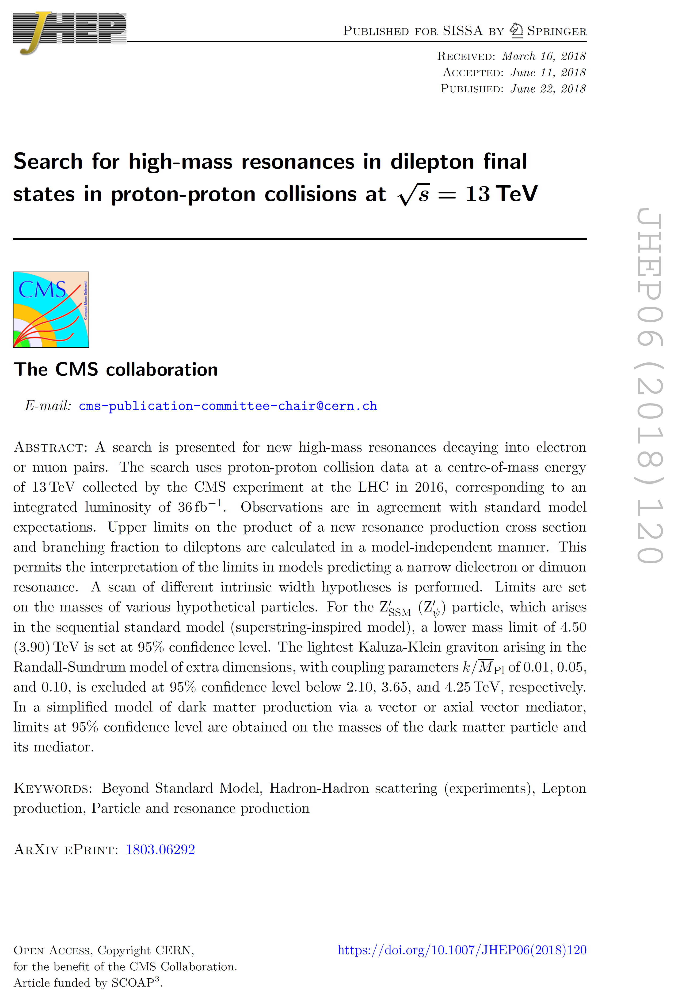 JHEP
PUBLISHED FOR SISSA BY Springer
RECEIVED: March 16, 2018
ACCEPTED: June 11, 2018
PUBLISHED: June 22, 2018
Search for high-mass resonances in dilepton final
states in proton-proton collisions at √s = 13 TeV
CMS
Compact Muon Solenoid
The CMS collaboration
E-mail: cms-publication-committee-chair@cern.ch
ABSTRACT: A search is presented for new high-mass resonances decaying into electron
or muon pairs. The search uses proton-proton collision data at a centre-of-mass energy
of 13 TeV collected by the CMS experiment at the LHC in 2016, corresponding to an
integrated luminosity of 36 fb⁻¹. Observations are in agreement with standard model
expectations. Upper limits on the product of a new resonance production cross section
and branching fraction to dileptons are calculated in a model-independent manner. This
permits the interpretation of the limits in models predicting a narrow dielectron or dimuon
resonance. A scan of different intrinsic width hypotheses is performed. Limits are set
on the masses of various hypothetical particles. For the Z′_SSM (Z′_ψ) particle, which arises
in the sequential standard model (superstring-inspired model), a lower mass limit of 4.50
(3.90) TeV is set at 95% confidence level. The lightest Kaluza-Klein graviton arising in the
Randall-Sundrum model of extra dimensions, with coupling parameters k/M̅_Pl of 0.01, 0.05,
and 0.10, is excluded at 95% confidence level below 2.10, 3.65, and 4.25 TeV, respectively.
In a simplified model of dark matter production via a vector or axial vector mediator,
limits at 95% confidence level are obtained on the masses of the dark matter particle and
its mediator.
KEYWORDS: Beyond Standard Model, Hadron-Hadron scattering (experiments), Lepton
production, Particle and resonance production
ARXIV EPRINT: 1803.06292
OPEN ACCESS, Copyright CERN,
for the benefit of the CMS Collaboration.
Article funded by SCOAP³.
https://doi.org/10.1007/JHEP06(2018)120
JHEP06(2018)120